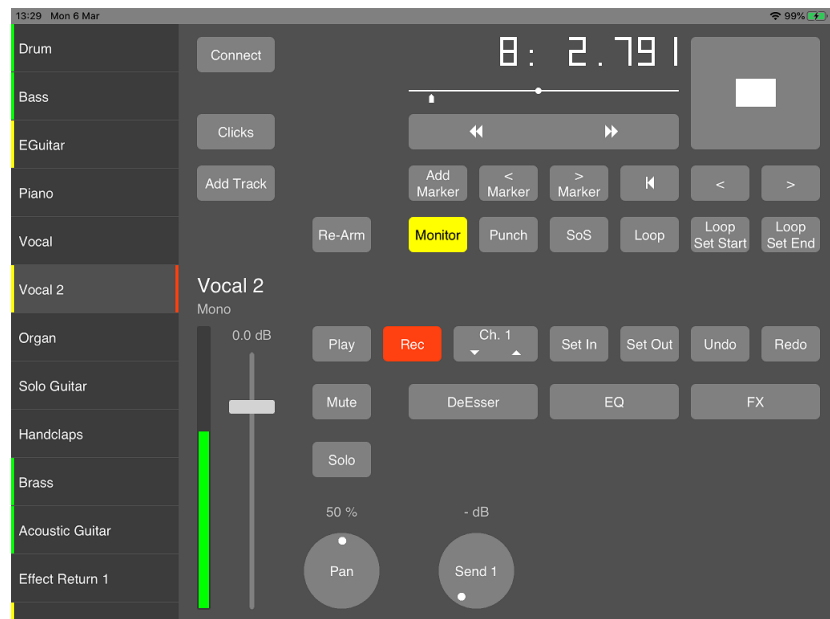 13:29 Mon 6 Mar
99%
Drum
Bass
EGuitar
Piano
Vocal
Vocal 2
Organ
Solo Guitar
Handclaps
Brass
Acoustic Guitar
Effect Return 1
Connect
8: 2.791
Clicks
Add Track
Add
Marker
<
Marker
>
Marker
<
>
Re-Arm
Monitor
Punch
SoS
Loop
Loop
Set Start
Loop
Set End
Vocal 2
Mono
0.0 dB
Play
Rec
Ch. 1
Set In
Set Out
Undo
Redo
Mute
DeEsser
EQ
FX
Solo
50 %
- dB
Pan
Send 1